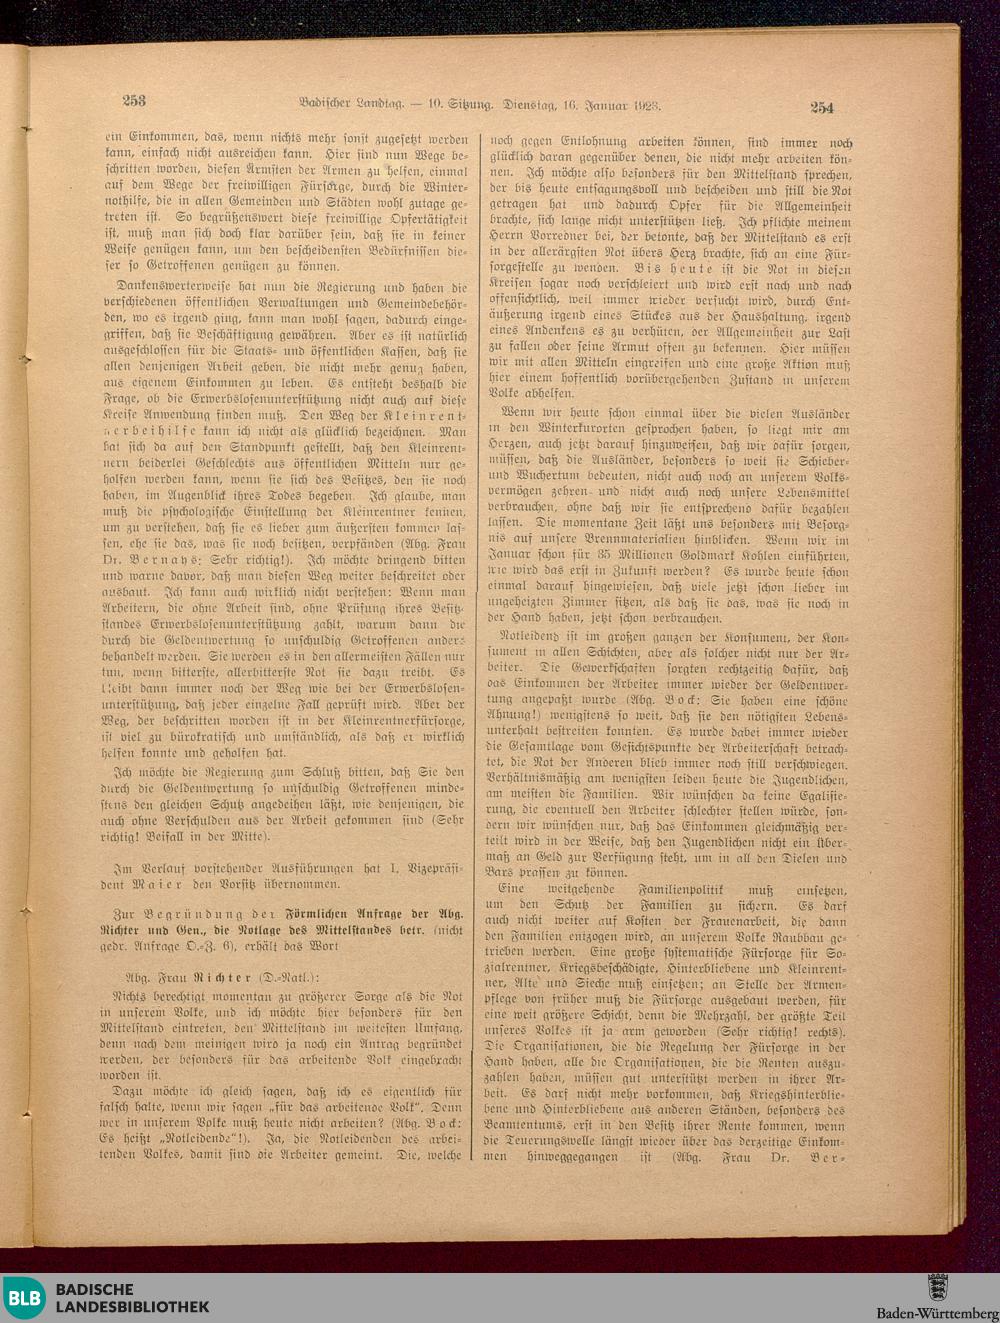 253
Badischer Landtag. — 10. Sitzung. Dienstag, 16. Januar 1923.
254
ein Einkommen, das, wenn nichts mehr sonst zugesetzt werden
kann, einfach nicht ausreichen kann. Hier sind nun Wege be-
schritten worden, diesen Ärmsten der Armen zu helfen, einmal
auf dem Wege der freiwilligen Fürsorge, durch die Winter-
nothilfe, die in allen Gemeinden und Städten wohl zutage ge-
treten ist. So begrüßenswert diese freiwillige Opfertätigkeit
ist, muß man sich doch klar darüber sein, daß sie in keiner
Weise genügen kann, um den bescheidensten Bedürfnissen die-
ser so Getroffenen genügen zu können.
Dankenswerterweise hat nun die Regierung und haben die
verschiedenen öffentlichen Verwaltungen und Gemeindebehör-
den, wo es irgend ging, kann man wohl sagen, dadurch einge-
griffen, daß sie Beschäftigung gewähren. Aber es ist natürlich
ausgeschlossen für die Staats- und öffentlichen Kassen, daß sie
allen denjenigen Arbeit geben, die nicht mehr genug haben,
aus eigenem Einkommen zu leben. Es entsteht deshalb die
Frage, ob die Erwerbslosenunterstützung nicht auch auf diese
Kreise Anwendung finden muß. Den Weg der Kleinrent-
nerbeihilfe kann ich nicht als glücklich bezeichnen. Man
hat sich da auf den Standpunkt gestellt, daß den Kleinrent-
nern beiderlei Geschlechts aus öffentlichen Mitteln nur ge-
holfen werden kann, wenn sie sich des Besitzes, den sie noch
haben, im Augenblick ihres Todes begeben. Ich glaube, man
muß die psychologische Einstellung der Kleinrentner kennen,
um zu verstehen, daß sie es lieber zum äußersten kommen las-
sen, ehe sie das, was sie noch besitzen, verpfänden (Abg. Frau
Dr. Bernays: Sehr richtig!). Ich möchte dringend bitten
und warne davor, daß man diesen Weg weiter beschreitet oder
ausbaut. Ich kann auch wirklich nicht verstehen: Wenn man
Arbeitern, die ohne Arbeit sind, ohne Prüfung ihres Besitz-
standes Erwerbslosenunterstützung zahlt, warum dann die
durch die Geldentwertung so unschuldig Getroffenen anders
behandelt werden. Sie werden es in den allermeisten Fällen nur
tun, wenn bitterste, allerbitterste Not sie dazu treibt. Es
bleibt dann immer noch der Weg wie bei der Erwerbslosen-
unterstützung, daß jeder einzelne Fall geprüft wird. Aber der
Weg, der beschritten worden ist in der Kleinrentnerfürsorge,
ist viel zu bürokratisch und umständlich, als daß er wirklich
helfen konnte und geholfen hat.
Ich möchte die Regierung zum Schluß bitten, daß Sie den
durch die Geldentwertung so unschuldig Getroffenen minde-
stens den gleichen Schutz angedeihen läßt, wie denjenigen, die
auch ohne Verschulden aus der Arbeit gekommen sind (Sehr
richtig! Beifall in der Mitte).
Im Verlauf vorstehender Ausführungen hat I. Vizepräsi-
dent Maier den Vorsitz übernommen.
Zur Begründung der Förmlichen Anfrage der Abg.
Richter und Gen., die Notlage des Mittelstandes betr. (nicht
gedr. Anfrage O.-Z. 6), erhält das Wort
Abg. Frau Richter (D.-Natl.):
Nichts berechtigt momentan zu größerer Sorge als die Not
in unserem Volke, und ich möchte hier besonders für den
Mittelstand eintreten, den Mittelstand im weitesten Umfang,
denn nach dem meinigen wird ja noch ein Antrag begründet
werden, der besonders für das arbeitende Volk eingebracht
worden ist.
Dazu möchte ich gleich sagen, daß ich es eigentlich für
falsch halte, wenn wir sagen „für das arbeitende Volk“. Denn
wer in unserem Volke muß heute nicht arbeiten? (Abg. Bock:
Es heißt „Notleidende“!). Ja, die Notleidenden des arbei-
tenden Volkes, damit sind die Arbeiter gemeint. Die, welche
noch gegen Entlohnung arbeiten können, sind immer noch
glücklich daran gegenüber denen, die nicht mehr arbeiten kön-
nen. Ich möchte also besonders für den Mittelstand sprechen,
der bis heute entsagungsvoll und bescheiden und still die Not
getragen hat und dadurch Opfer für die Allgemeinheit
brachte, sich lange nicht unterstützen ließ. Ich pflichte meinem
Herrn Vorredner bei, der betonte, daß der Mittelstand es erst
in der allerärgsten Not übers Herz brachte, sich an eine Für-
sorgestelle zu wenden. Bis heute ist die Not in diesen
Kreisen sogar noch verschleiert und wird erst nach und nach
offensichtlich, weil immer wieder versucht wird, durch Ent-
äußerung irgend eines Stückes aus der Haushaltung, irgend
eines Andenkens es zu verhüten, der Allgemeinheit zur Last
zu fallen oder seine Armut offen zu bekennen. Hier müssen
wir mit allen Mitteln eingreifen und eine große Aktion muß
hier einem hoffentlich vorübergehenden Zustand in unserem
Volke abhelfen.
Wenn wir heute schon einmal über die vielen Ausländer
in den Winterkurorten gesprochen haben, so liegt mir am
Herzen, auch jetzt darauf hinzuweisen, daß wir dafür sorgen,
müssen, daß die Ausländer, besonders so weit sie Schieber-
und Wuchertum bedeuten, nicht auch noch an unserem Volks-
vermögen zehren und nicht auch noch unsere Lebensmittel
verbrauchen, ohne daß wir sie entsprechend dafür bezahlen
lassen. Die momentane Zeit läßt uns besonders mit Besorg-
nis auf unsere Brennmaterialien hinblicken. Wenn wir im
Januar schon für 35 Millionen Goldmark Kohlen einführten,
wie wird das erst in Zukunft werden? Es wurde heute schon
einmal darauf hingewiesen, daß viele jetzt schon lieber im
ungeheizten Zimmer sitzen, als daß sie das, was sie noch in
der Hand haben, jetzt schon verbrauchen.
Notleidend ist im großen ganzen der Konsument, der Kon-
sument in allen Schichten, aber als solcher nicht nur der Ar-
beiter. Die Gewerkschaften sorgten rechtzeitig dafür, daß
das Einkommen der Arbeiter immer wieder der Geldentwer-
tung angepaßt wurde (Abg. Bock: Sie haben eine schöne
Ahnung!) wenigstens so weit, daß sie den nötigsten Lebens-
unterhalt bestreiten konnten. Es wurde dabei immer wieder
die Gesamtlage vom Gesichtspunkte der Arbeiterschaft betrach-
tet, die Not der Anderen blieb immer noch still verschwiegen.
Verhältnismäßig am wenigsten leiden heute die Jugendlichen,
am meisten die Familien. Wir wünschen da keine Egalisie-
rung, die eventuell den Arbeiter schlechter stellen würde, son-
dern wir wünschen nur, daß das Einkommen gleichmäßig ver-
teilt wird in der Weise, daß den Jugendlichen nicht ein Über-
maß an Geld zur Verfügung steht, um in all den Dielen und
Bars prassen zu können.
Eine weitgehende Familienpolitik muß einsetzen,
um den Schutz der Familien zu sichern. Es darf
auch nicht weiter auf Kosten der Frauenarbeit, die dann
den Familien entzogen wird, an unserem Volke Raubbau ge-
trieben werden. Eine große systematische Fürsorge für So-
zialrentner, Kriegsbeschädigte, Hinterbliebene und Kleinrent-
ner, Alte und Sieche muß einsetzen; an Stelle der Armen-
pflege von früher muß die Fürsorge ausgebaut werden, für
eine weit größere Schicht, denn die Mehrzahl, der größte Teil
unseres Volkes ist ja arm geworden (Sehr richtig! rechts).
Die Organisationen, die die Regelung der Fürsorge in der
Hand haben, alle die Organisationen, die die Renten auszu-
zahlen haben, müssen gut unterstützt werden in ihrer Ar-
beit. Es darf nicht mehr vorkommen, daß Kriegshinterblie-
bene und Hinterbliebene aus anderen Ständen, besonders des
Beamtentums, erst in den Besitz ihrer Rente kommen, wenn
die Teuerungswelle längst wieder über das derzeitige Einkom-
men hinweggegangen ist (Abg. Frau Dr. Ber-
BLB BADISCHE
LANDESBIBLIOTHEK
Baden-Württemberg